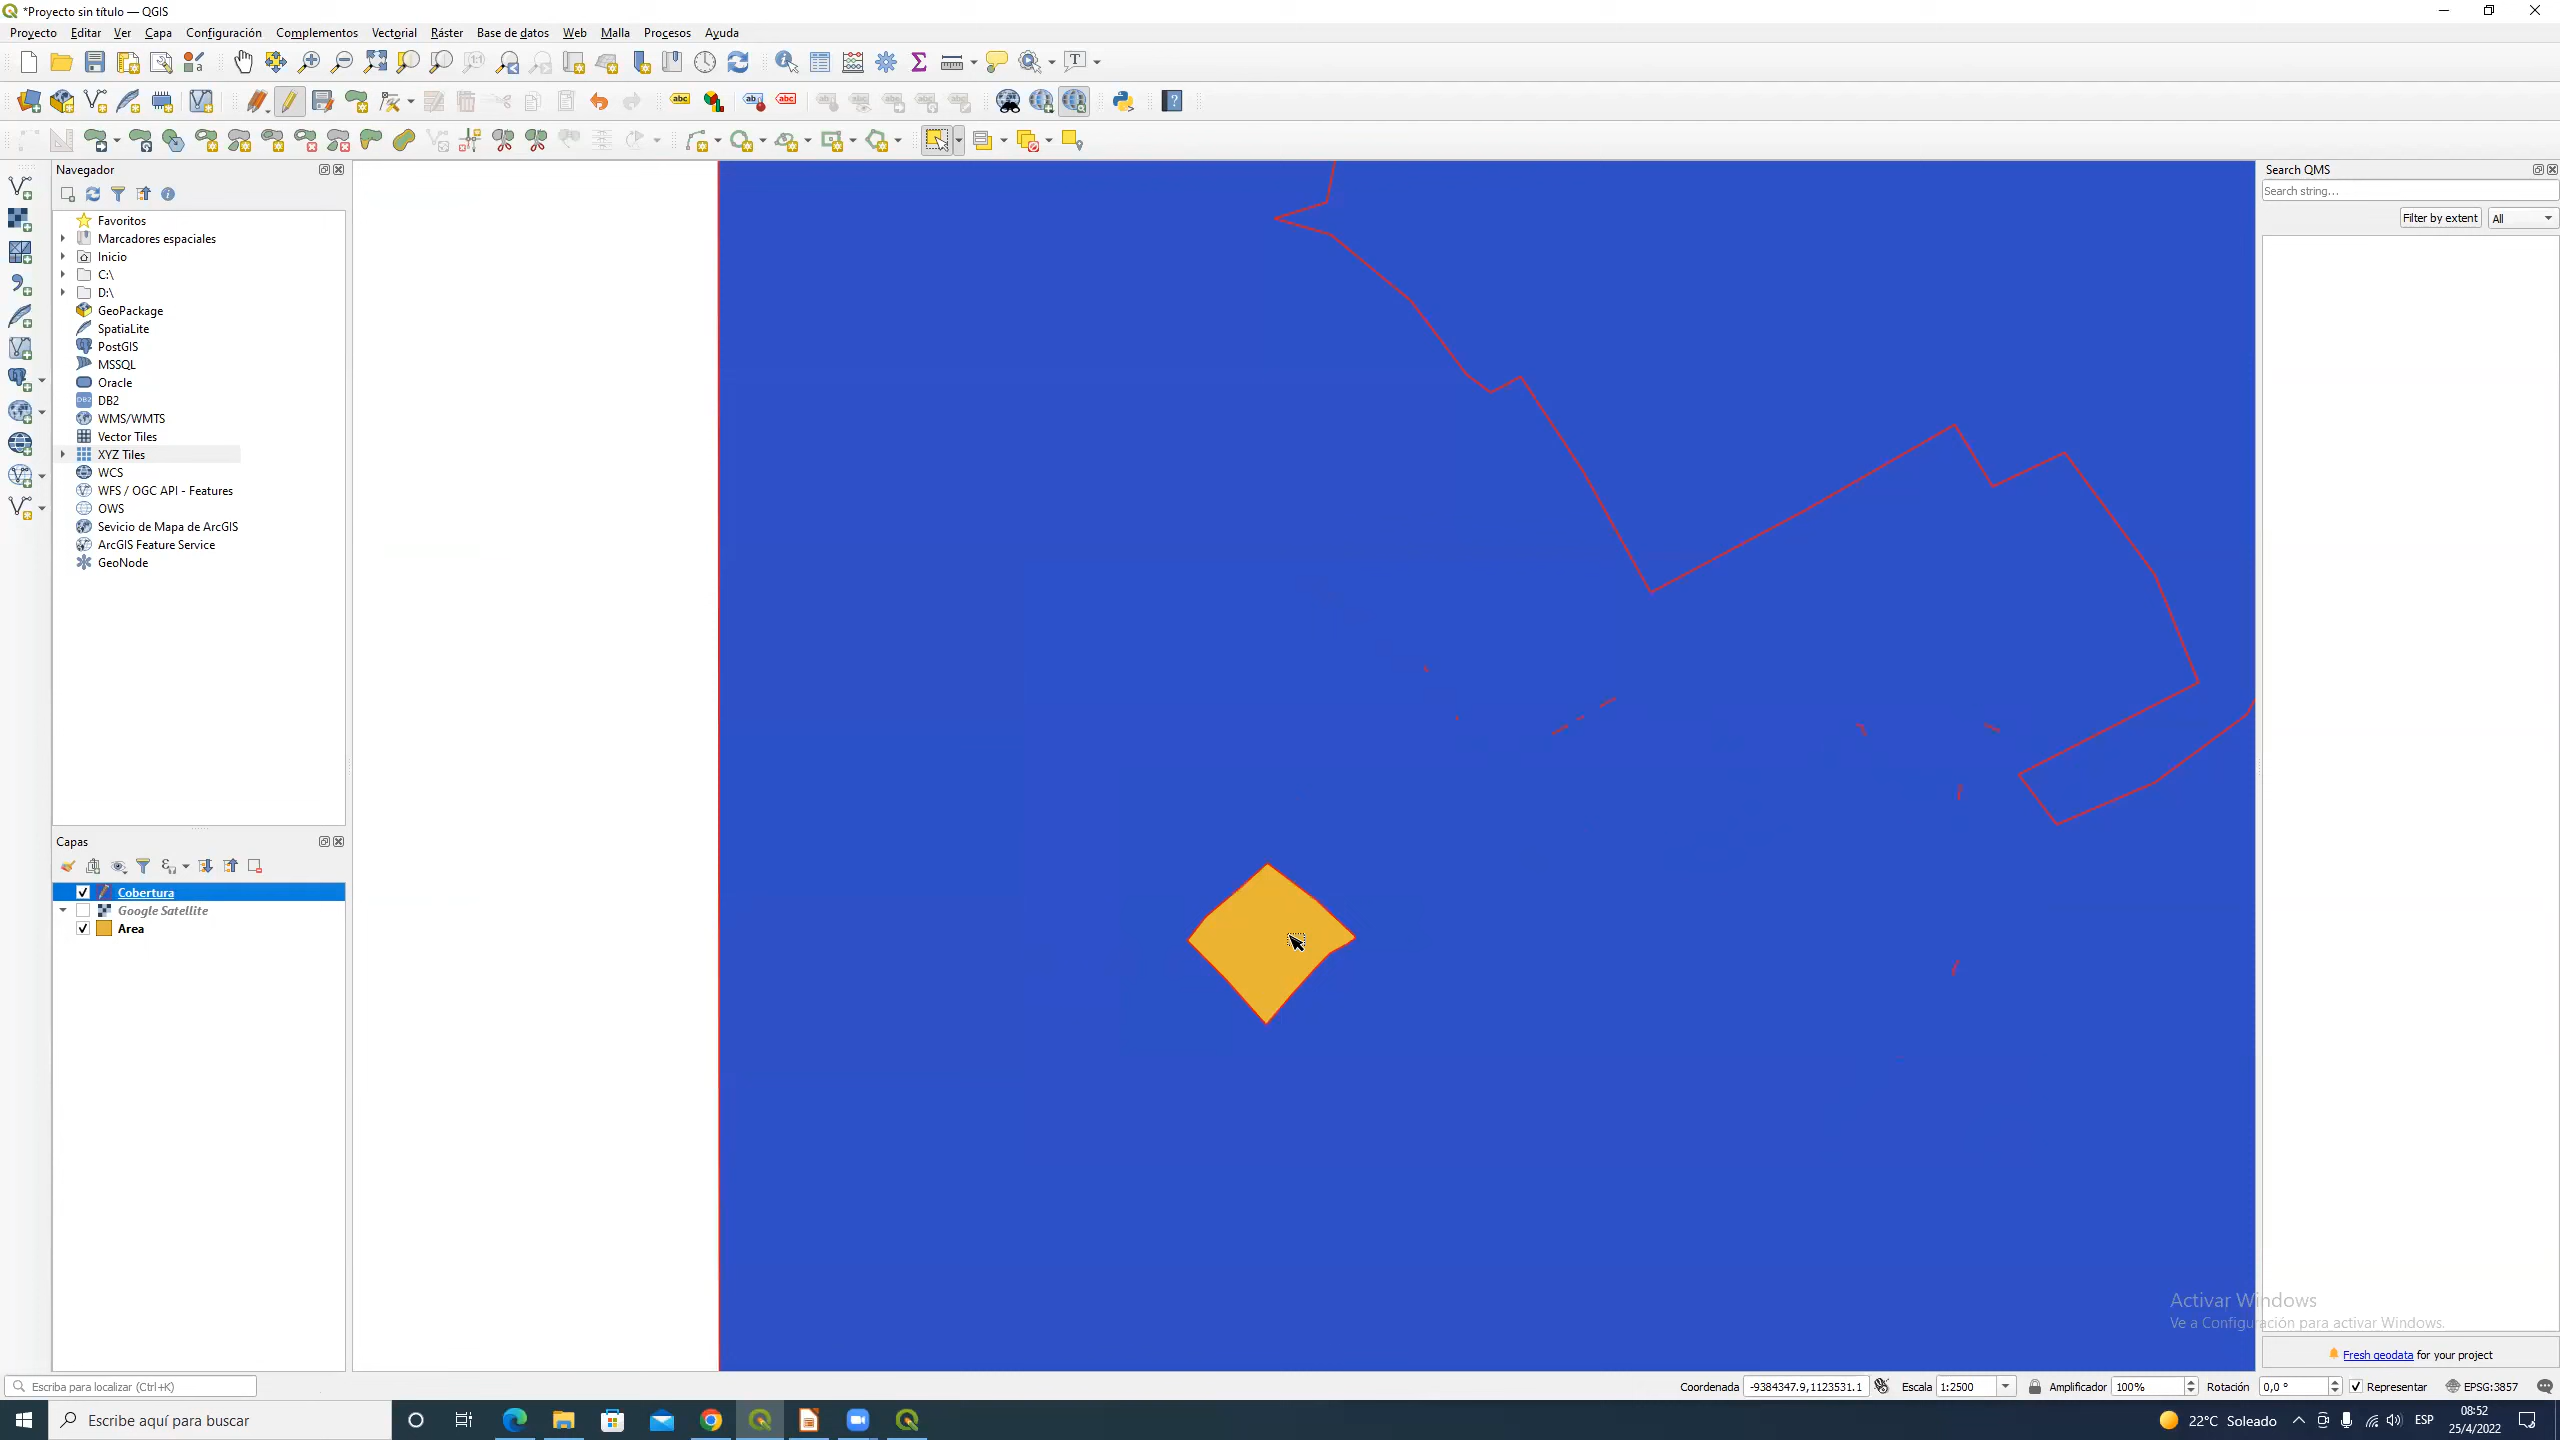 *Proyecto sin título — QGIS
Proyecto Editar Ver Capa Configuración Complementos Vectorial Ráster Base de datos Web Malla Procesos Ayuda
Navegador
Favoritos
Marcadores espaciales
Inicio
C:\
D:\
GeoPackage
SpatiaLite
PostGIS
MSSQL
Oracle
DB2
WMS/WMTS
Vector Tiles
XYZ Tiles
WCS
WFS / OGC API - Features
OWS
Sevicio de Mapa de ArcGIS
ArcGIS Feature Service
GeoNode
Capas
Cobertura
Google Satellite
Area
Search QMS
Search string...
Filter by extent All
Activar Windows
Ve a Configuración para activar Windows.
Fresh geodata for your project
Escriba para localizar (Ctrl+K)
Coordenada -9384347.9,1123531.1 Escala 1:2500 Amplificador 100% Rotación 0,0 ° Representar EPSG:3857
Escribe aquí para buscar
22°C Soleado ESP
08:52
25/4/2022